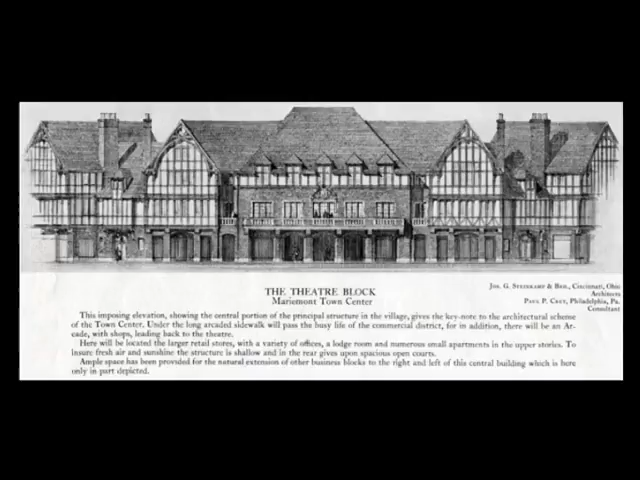 THE THEATRE BLOCK
Mariemont Town Center
Jos. G. Steinkamp & Bro., Cincinnati, Ohio
Architects
Paul P. Cret, Philadelphia, Pa.
Consultant
This imposing elevation, showing the central portion of the principal structure in the village, gives the key-note to the architectural scheme
of the Town Center. Under the long arcaded sidewalk will pass the busy life of the commercial district, for in addition, there will be an Ar-
cade, with shops, leading back to the theatre.
Here will be located the larger retail stores, with a variety of offices, a lodge room and numerous small apartments in the upper stories. To
insure fresh air and sunshine the structure is shallow and in the rear gives upon spacious open courts.
Ample space has been provided for the natural extension of other business blocks to the right and left of this central building which is here
only in part depicted.